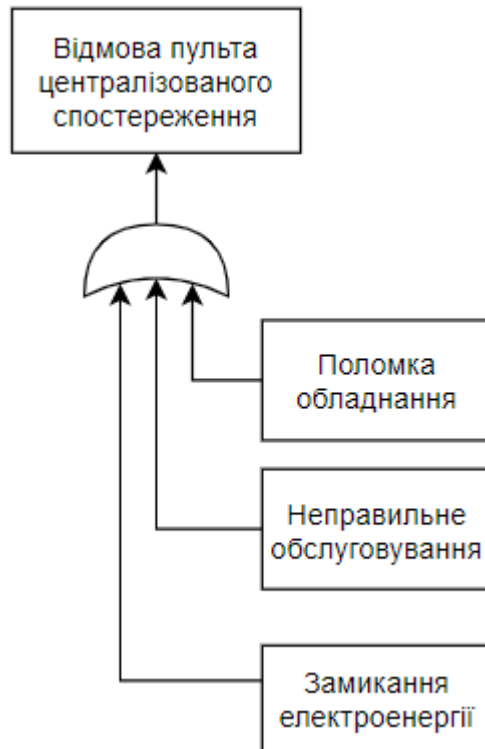 Відмова пульта
централізованого
спостереження
Поломка
обладнання
Неправильне
обслуговування
Замикання
електроенергії